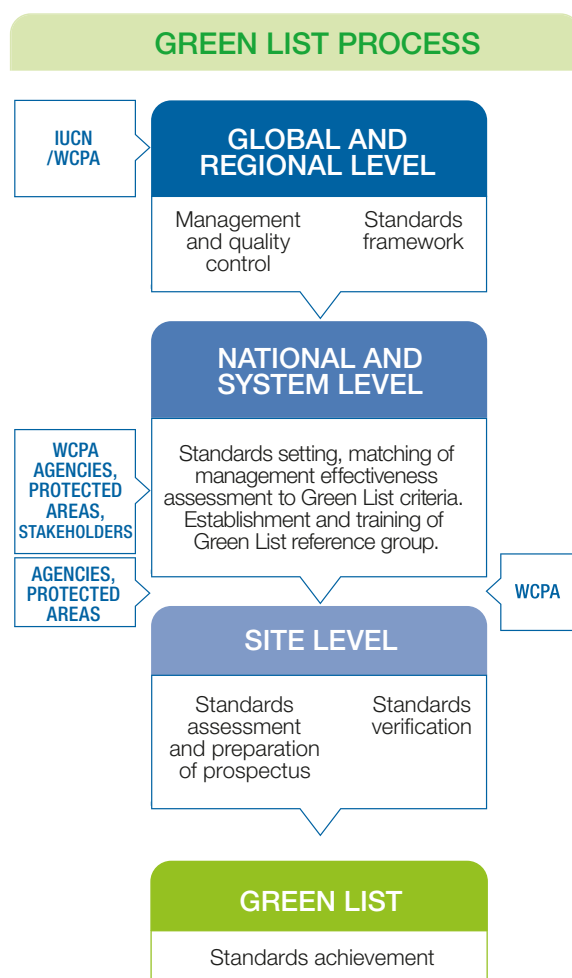 GREEN LIST PROCESS
IUCN
/WCPA
GLOBAL AND
REGIONAL LEVEL
Management
and quality
control
Standards
framework
NATIONAL AND
SYSTEM LEVEL
WCPA
AGENCIES,
PROTECTED
AREAS,
STAKEHOLDERS
Standards setting, matching of
management effectiveness
assessment to Green List criteria.
Establishment and training of
Green List reference group.
AGENCIES,
PROTECTED
AREAS
WCPA
SITE LEVEL
Standards
assessment
and preparation
of prospectus
Standards
verification
GREEN LIST
Standards achievement